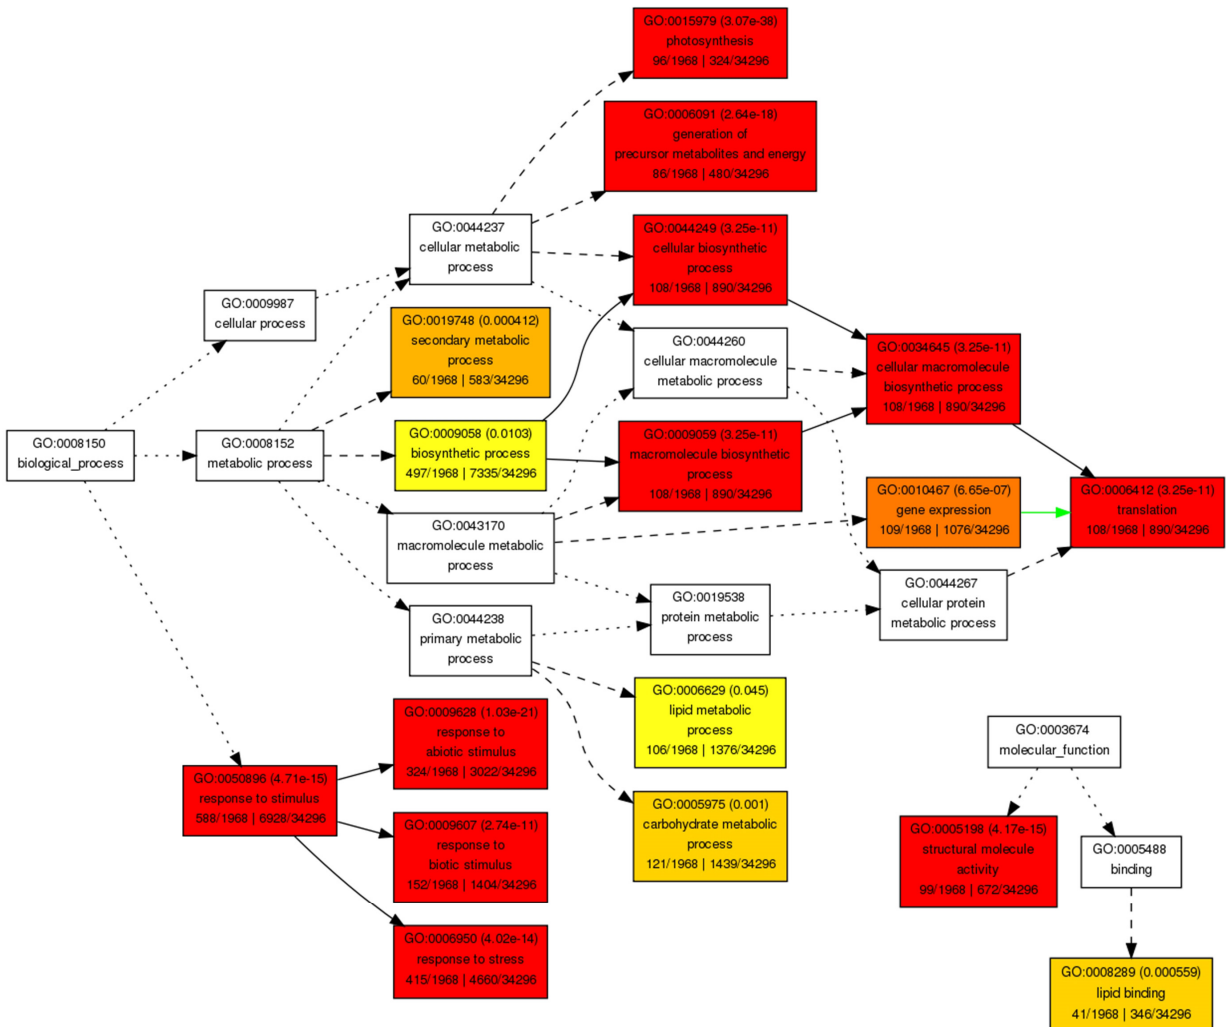 GO:0015979 (3.07e-38)
photosynthesis
96/1968 | 324/34296
GO:0006091 (2.64e-18)
generation of
precursor metabolites and energy
86/1968 | 480/34296
GO:0044237
cellular metabolic
process
GO:0044249 (3.25e-11)
cellular biosynthetic
process
108/1968 | 890/34296
GO:0009987
cellular process
GO:0019748 (0.000412)
secondary metabolic
process
60/1968 | 583/34296
GO:0044260
cellular macromolecule
metabolic process
GO:0034645 (3.25e-11)
cellular macromolecule
biosynthetic process
108/1968 | 890/34296
GO:0008150
biological_process
GO:0008152
metabolic process
GO:0009058 (0.0103)
biosynthetic process
497/1968 | 7335/34296
GO:0009059 (3.25e-11)
macromolecule biosynthetic
process
108/1968 | 890/34296
GO:0010467 (6.65e-07)
gene expression
109/1968 | 1076/34296
GO:0006412 (3.25e-11)
translation
108/1968 | 890/34296
GO:0043170
macromolecule metabolic
process
GO:0044267
cellular protein
metabolic process
GO:0019538
protein metabolic
process
GO:0044238
primary metabolic
process
GO:0006629 (0.045)
lipid metabolic
process
106/1968 | 1376/34296
GO:0009628 (1.03e-21)
response to
abiotic stimulus
324/1968 | 3022/34296
GO:0003674
molecular_function
GO:0050896 (4.71e-15)
response to stimulus
588/1968 | 6928/34296
GO:0005975 (0.001)
carbohydrate metabolic
process
121/1968 | 1439/34296
GO:0009607 (2.74e-11)
response to
biotic stimulus
152/1968 | 1404/34296
GO:0005198 (4.17e-15)
structural molecule
activity
99/1968 | 672/34296
GO:0005488
binding
GO:0006950 (4.02e-14)
response to stress
415/1968 | 4660/34296
GO:0008289 (0.000559)
lipid binding
41/1968 | 346/34296